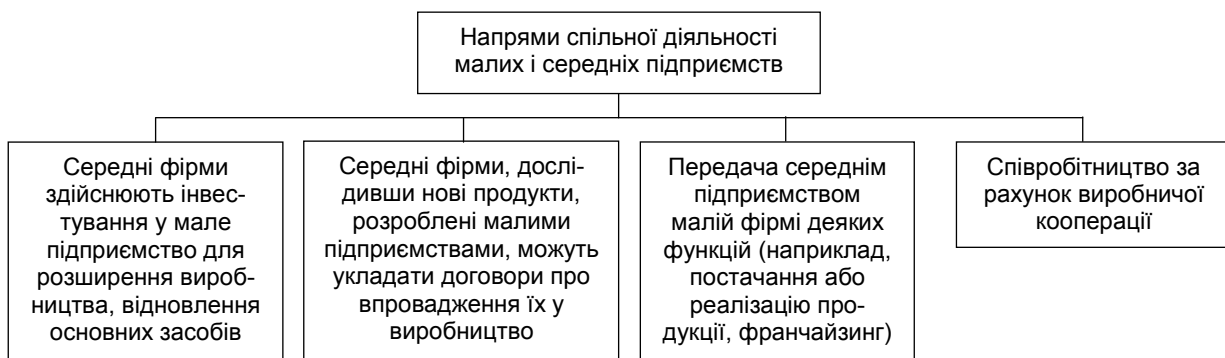 Напрями спільної діяльності
малих і середніх підприємств
Середні фірми
здійснюють інвес-
тування у мале
підприємство для
розширення вироб-
ництва, відновлення
основних засобів
Середні фірми, дослі-
дивши нові продукти,
розроблені малими
підприємствами, можуть
укладати договори про
впровадження їх у
виробництво
Передача середнім
підприємством
малій фірмі деяких
функцій (наприклад,
постачання або
реалізацію про-
дукції, франчайзинг)
Співробітництво за
рахунок виробничої
кооперації